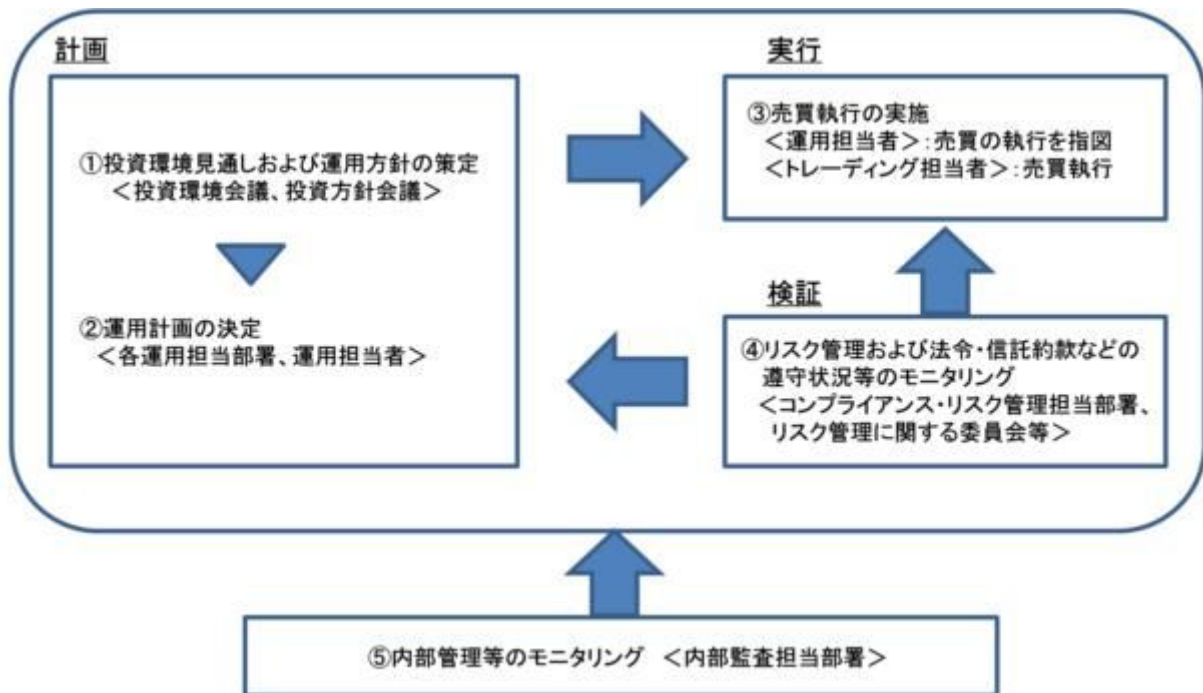 計画
①投資環境見通しおよび運用方針の策定
＜投資環境会議、投資方針会議＞
②運用計画の決定
＜各運用担当部署、運用担当者＞
実行
③売買執行の実施
＜運用担当者＞：売買の執行を指図
＜トレーディング担当者＞：売買執行
検証
④リスク管理および法令・信託約款などの
遵守状況等のモニタリング
＜コンプライアンス・リスク管理担当部署、
リスク管理に関する委員会等＞
⑤内部管理等のモニタリング　＜内部監査担当部署＞